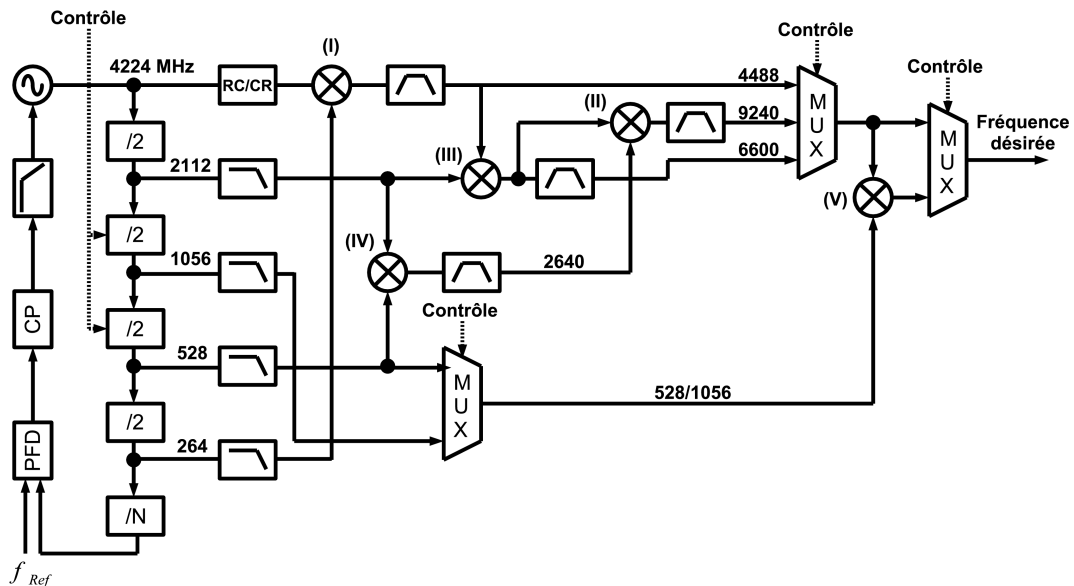 Contrôle
(I)
Contrôle
4224 MHz
RC/CR
4488
MUX
Contrôle
(II)
9240
Fréquence
désirée
/2
(III)
6600
MUX
2112
(V)
/2
(IV)
2640
1056
CP
/2
Contrôle
528
MUX
528/1056
/2
PFD
264
/N
f Ref